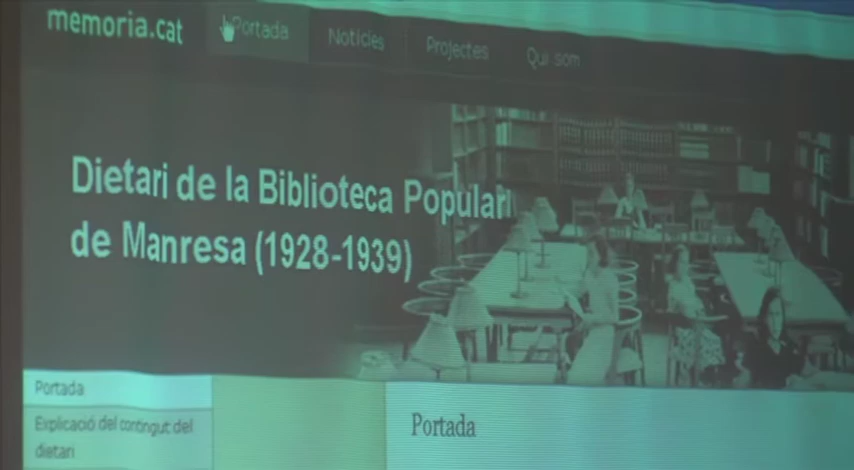 memoria.cat
Portada
Notícies
Projectes
Qui som
Dietari de la Biblioteca Popular
de Manresa (1928-1939)
Portada
Explicació del contingut del
dietari
Portada